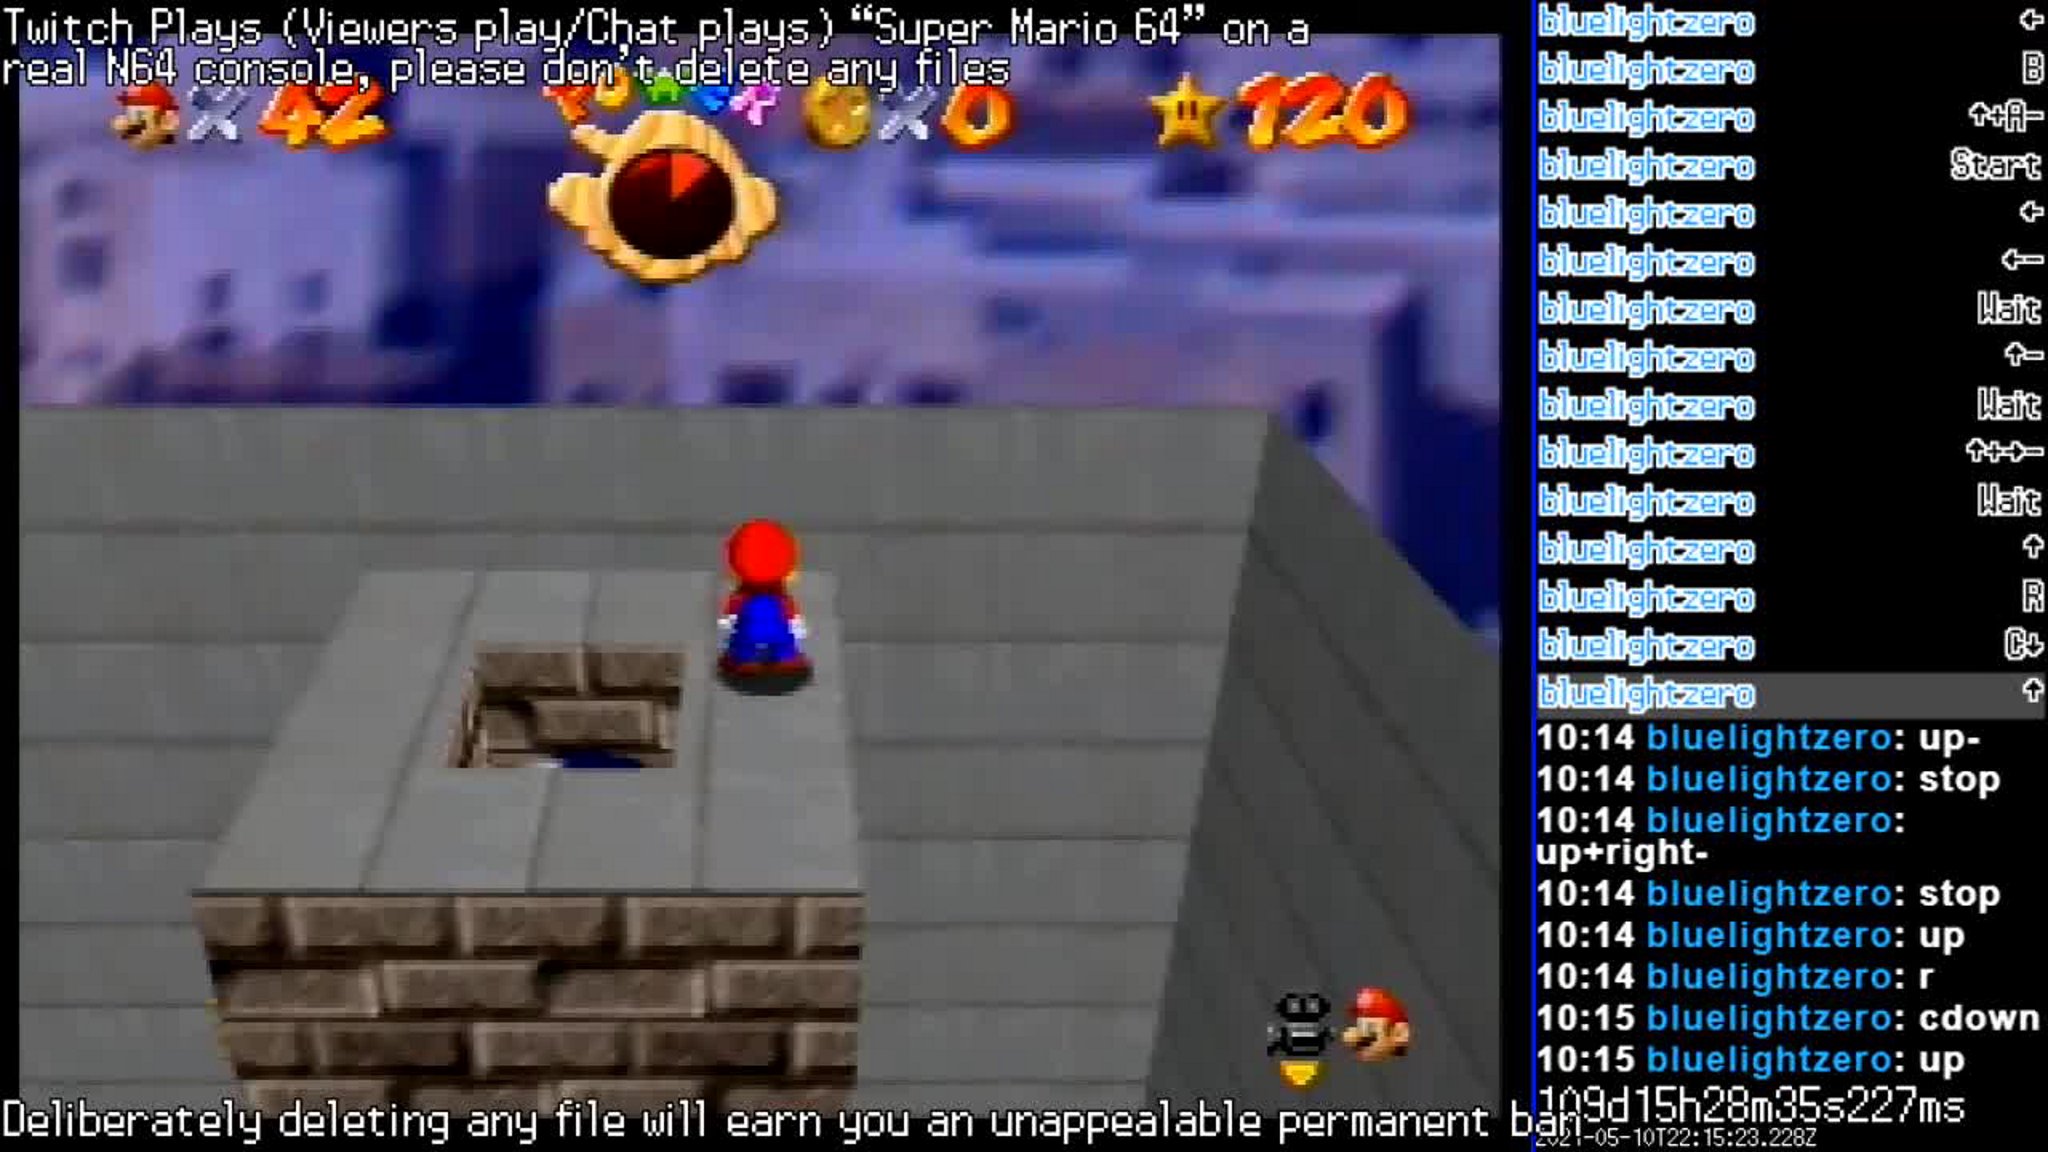 Twitch Plays (Viewers play/Chat plays) “Super Mario 64” on a
real N64 console, please don't delete any files
42
0
120
Deliberately deleting any file will earn you an unappealable permanent ban
bluelightzero ←
bluelightzero B
bluelightzero ↑+A-
bluelightzero Start
bluelightzero ←
bluelightzero ←-
bluelightzero Wait
bluelightzero ↑-
bluelightzero Wait
bluelightzero ↑+→-
bluelightzero Wait
bluelightzero ↑
bluelightzero R
bluelightzero C↓
bluelightzero ↑
10:14 bluelightzero: up-
10:14 bluelightzero: stop
10:14 bluelightzero:
up+right-
10:14 bluelightzero: stop
10:14 bluelightzero: up
10:14 bluelightzero: r
10:15 bluelightzero: cdown
10:15 bluelightzero: up
109d15h28m35s227ms
2021-05-10T22:15:23.228Z